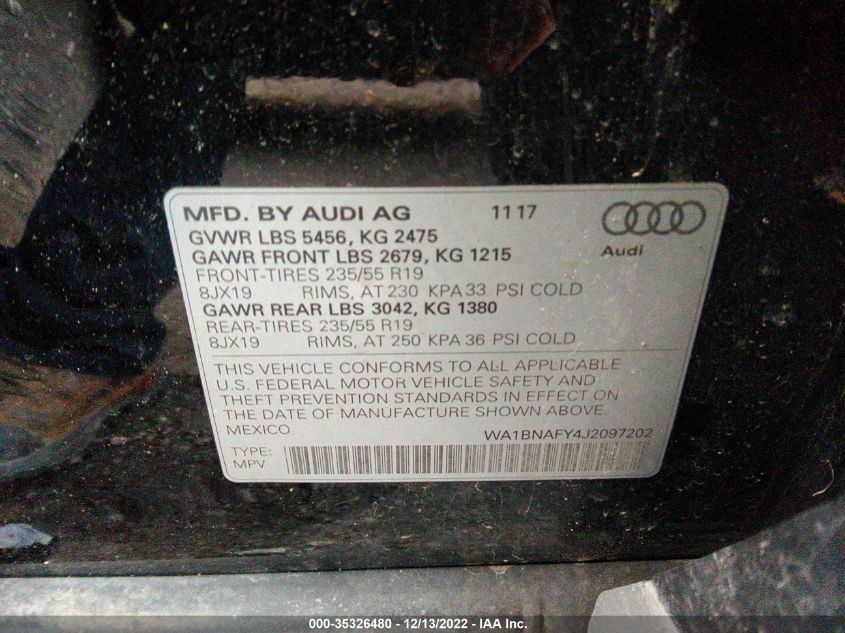 MFD. BY AUDI AG 11 17
GVWR LBS 5456, KG 2475
GAWR FRONT LBS 2679, KG 1215
Audi
FRONT-TIRES 235/55 R19
8JX19 RIMS, AT 230 KPA 33 PSI COLD
GAWR REAR LBS 3042, KG 1380
REAR-TIRES 235/55 R19
8JX19 RIMS, AT 250 KPA 36 PSI COLD
THIS VEHICLE CONFORMS TO ALL APPLICABLE
U.S. FEDERAL MOTOR VEHICLE SAFETY AND
THEFT PREVENTION STANDARDS IN EFFECT ON
THE DATE OF MANUFACTURE SHOWN ABOVE.
MEXICO WA1BNAFY4J2097202
TYPE:
MPV
000-35326480 - 12/13/2022 - IAA Inc.